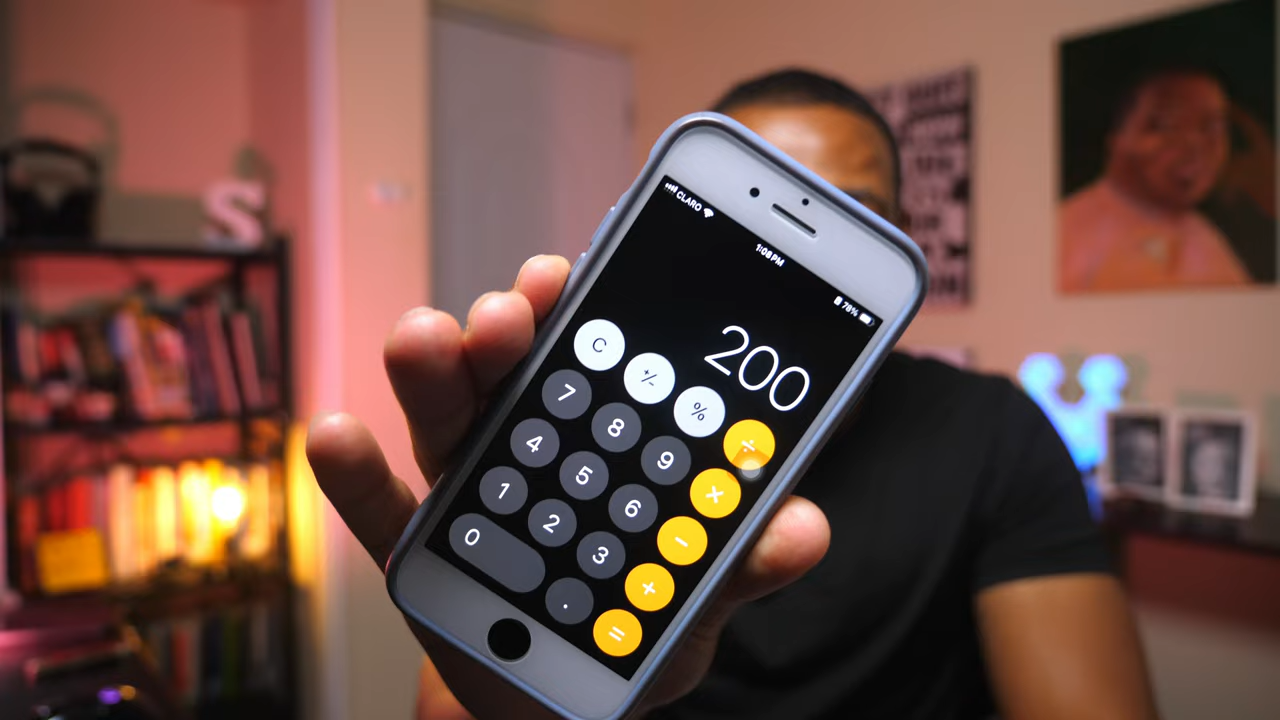 CLARO
1:08 PM
78%
200
C +/- % ÷
7 8 9 ×
4 5 6 −
1 2 3 +
0 . =
S